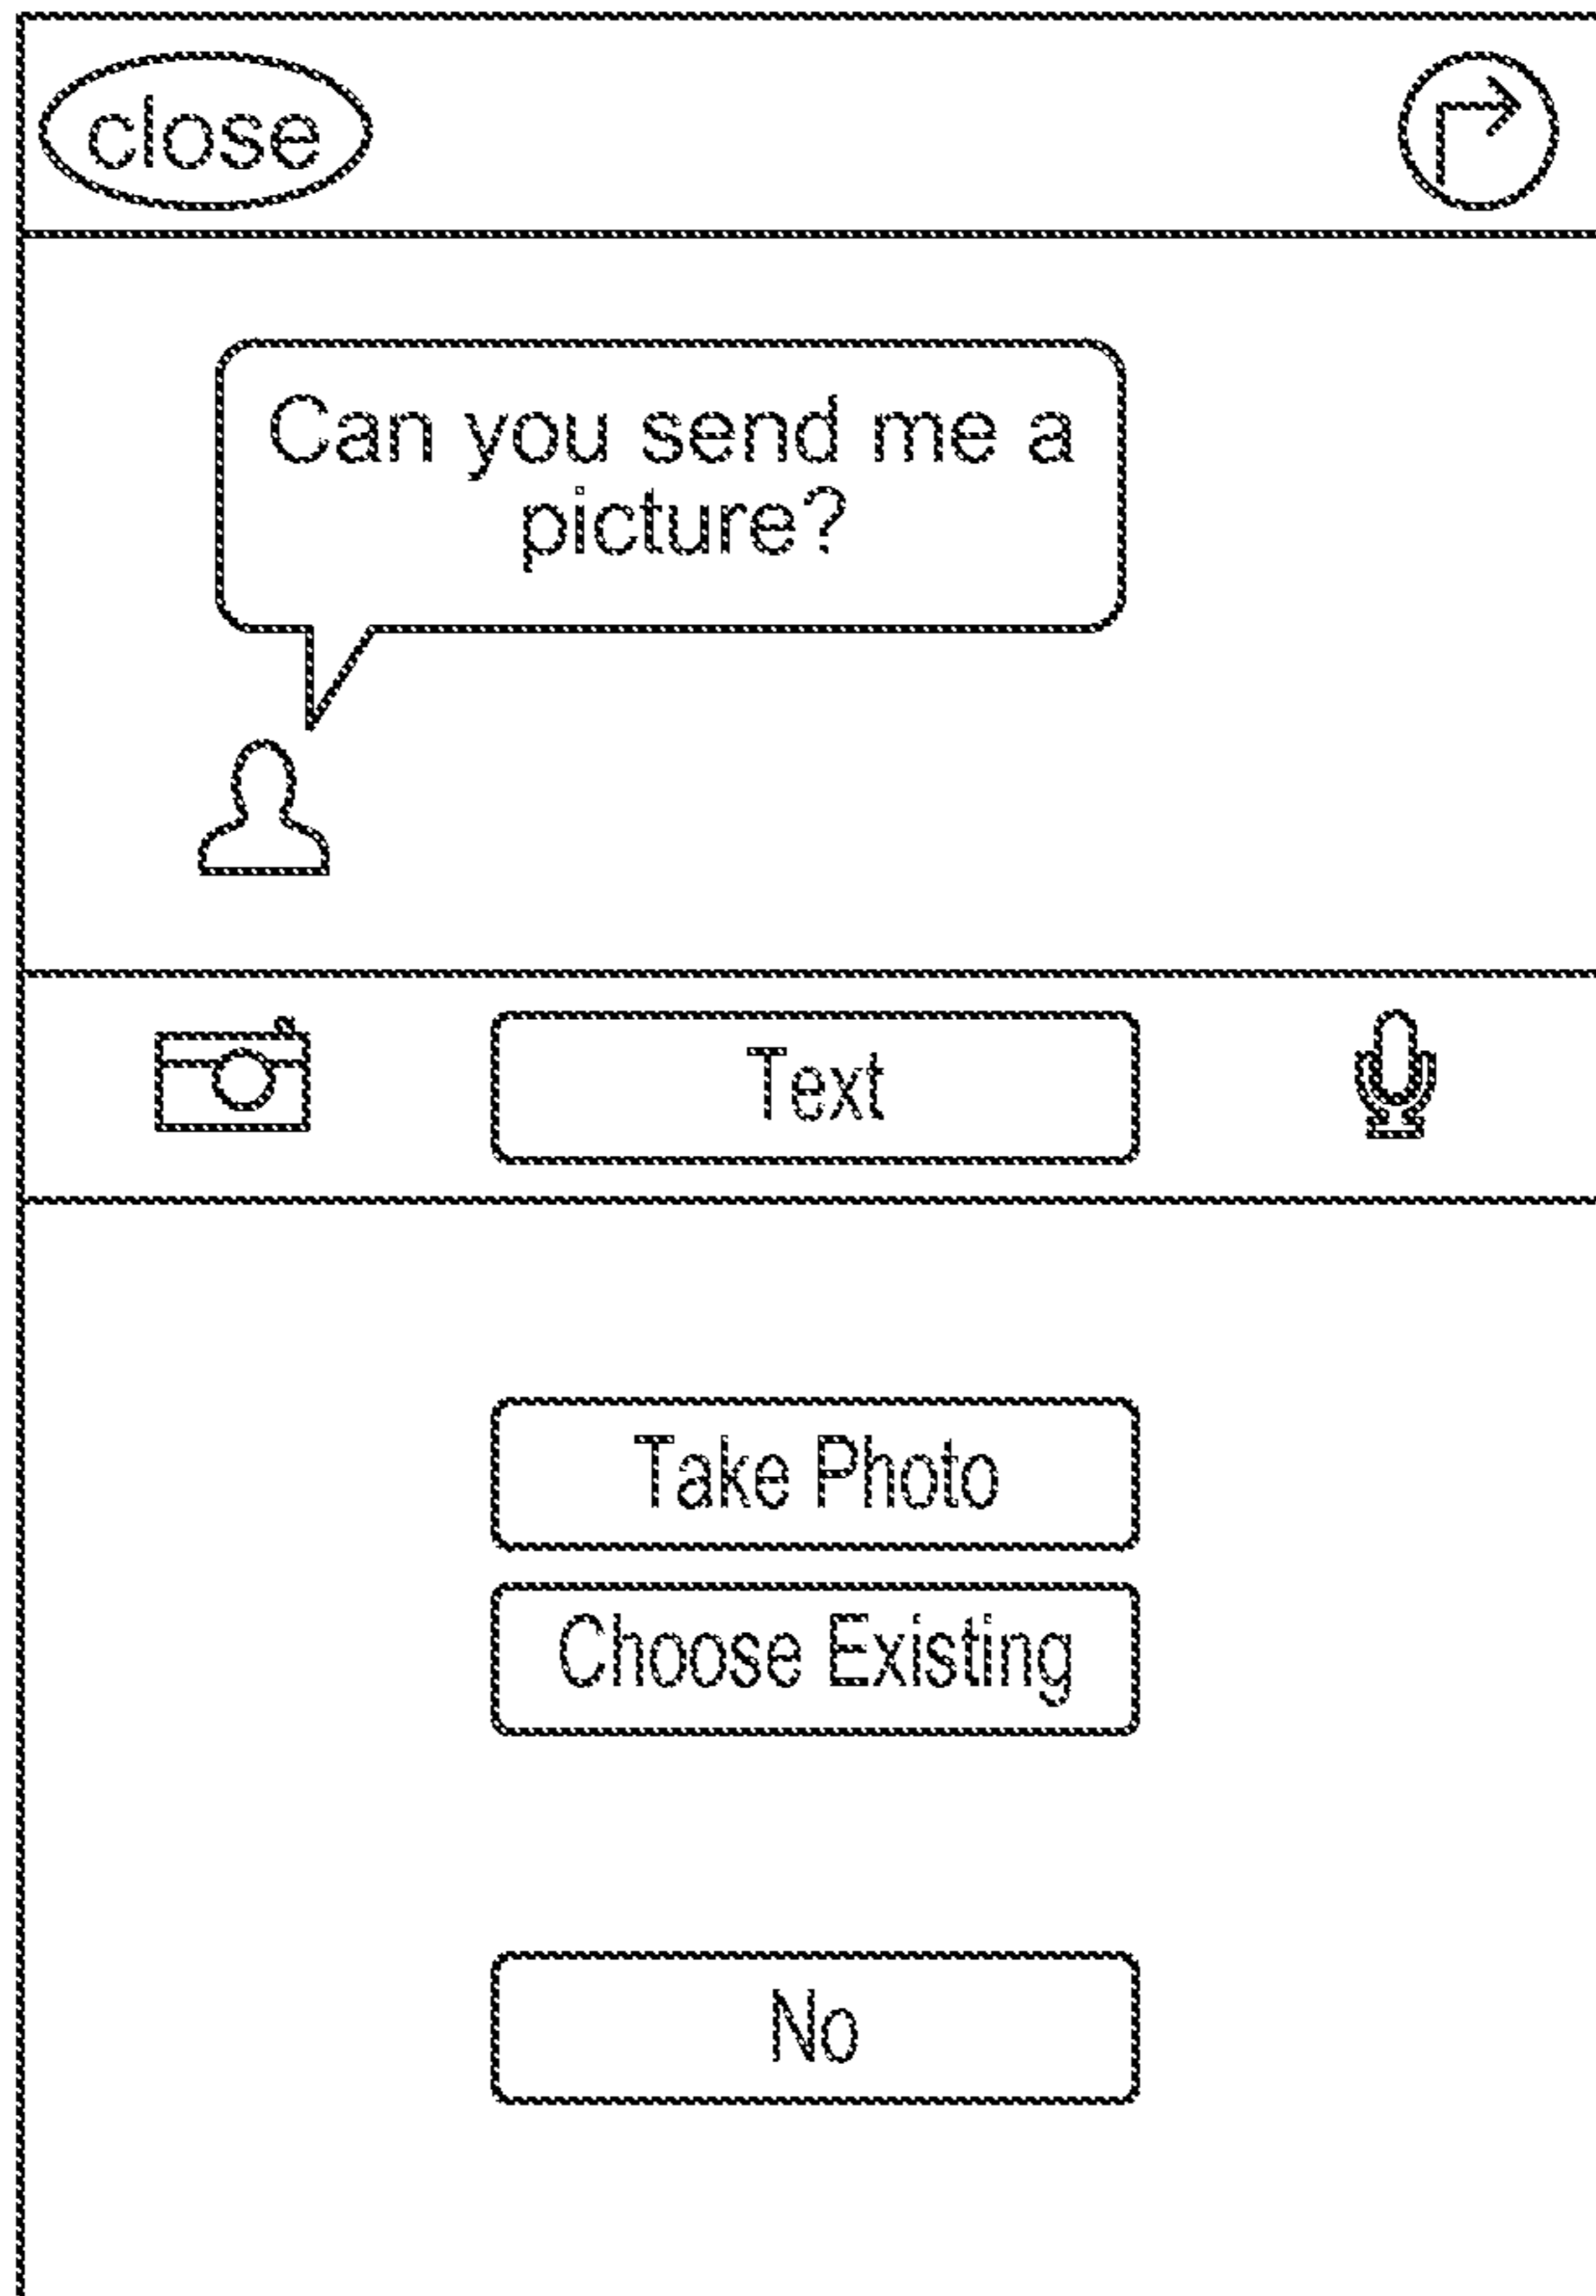 close
Can you send me a
picture?
Text
Take Photo
Choose Existing
No